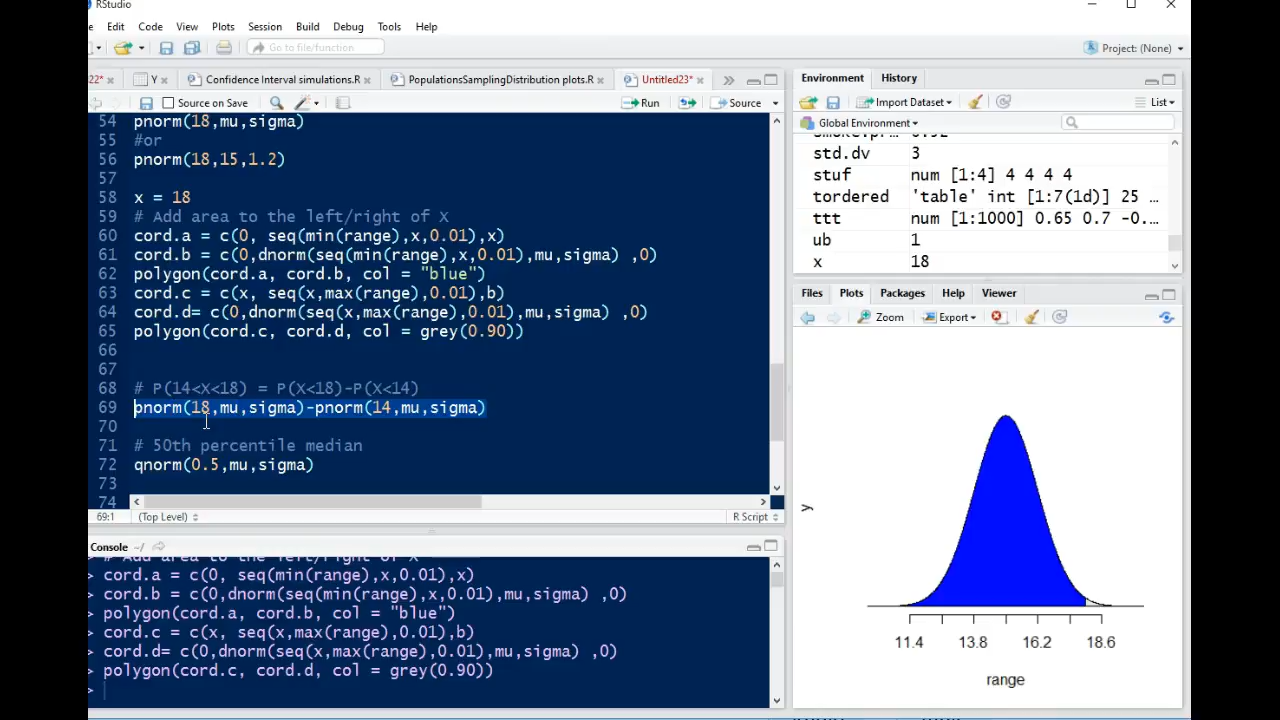 RStudio
Edit Code View Plots Session Build Debug Tools Help
Go to file/function
Project: (None)
22*
Y
Confidence Interval simulations.R
PopulationsSamplingDistribution plots.R
Untitled23*
Source on Save
Run
Source
54 pnorm(18,mu,sigma)
55 #or
56 pnorm(18,15,1.2)
57
58 x = 18
59 # Add area to the left/right of X
60 cord.a = c(0, seq(min(range),x,0.01),x)
61 cord.b = c(0,dnorm(seq(min(range),x,0.01),mu,sigma) ,0)
62 polygon(cord.a, cord.b, col = "blue")
63 cord.c = c(x, seq(x,max(range),0.01),b)
64 cord.d= c(0,dnorm(seq(x,max(range),0.01),mu,sigma) ,0)
65 polygon(cord.c, cord.d, col = grey(0.90))
66
67
68 # P(14<X<18) = P(X<18)-P(X<14)
69 pnorm(18,mu,sigma)-pnorm(14,mu,sigma)
70
71 # 50th percentile median
72 qnorm(0.5,mu,sigma)
73
74
69:1 (Top Level) R Script
Console ~/
> cord.a = c(0, seq(min(range),x,0.01),x)
> cord.b = c(0,dnorm(seq(min(range),x,0.01),mu,sigma) ,0)
> polygon(cord.a, cord.b, col = "blue")
> cord.c = c(x, seq(x,max(range),0.01),b)
> cord.d= c(0,dnorm(seq(x,max(range),0.01),mu,sigma) ,0)
> polygon(cord.c, cord.d, col = grey(0.90))
>
Environment History
Import Dataset
List
Global Environment
std.dv 3
stuf num [1:4] 4 4 4 4
tordered 'table' int [1:7(1d)] 25 ...
ttt num [1:1000] 0.65 0.7 -0...
ub 1
x 18
Files Plots Packages Help Viewer
Zoom Export
y
11.4 13.8 16.2 18.6
range